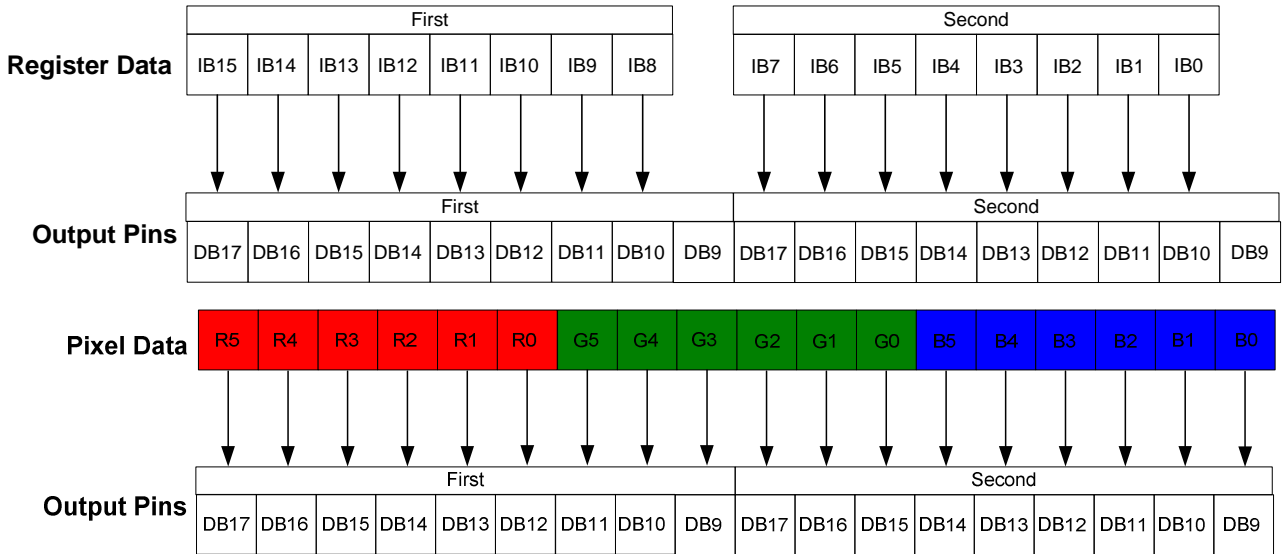 First Second
Register Data IB15 IB14 IB13 IB12 IB11 IB10 IB9 IB8 IB7 IB6 IB5 IB4 IB3 IB2 IB1 IB0
First Second
Output Pins DB17 DB16 DB15 DB14 DB13 DB12 DB11 DB10 DB9 DB17 DB16 DB15 DB14 DB13 DB12 DB11 DB10 DB9
Pixel Data R5 R4 R3 R2 R1 R0 G5 G4 G3 G2 G1 G0 B5 B4 B3 B2 B1 B0
First Second
Output Pins DB17 DB16 DB15 DB14 DB13 DB12 DB11 DB10 DB9 DB17 DB16 DB15 DB14 DB13 DB12 DB11 DB10 DB9